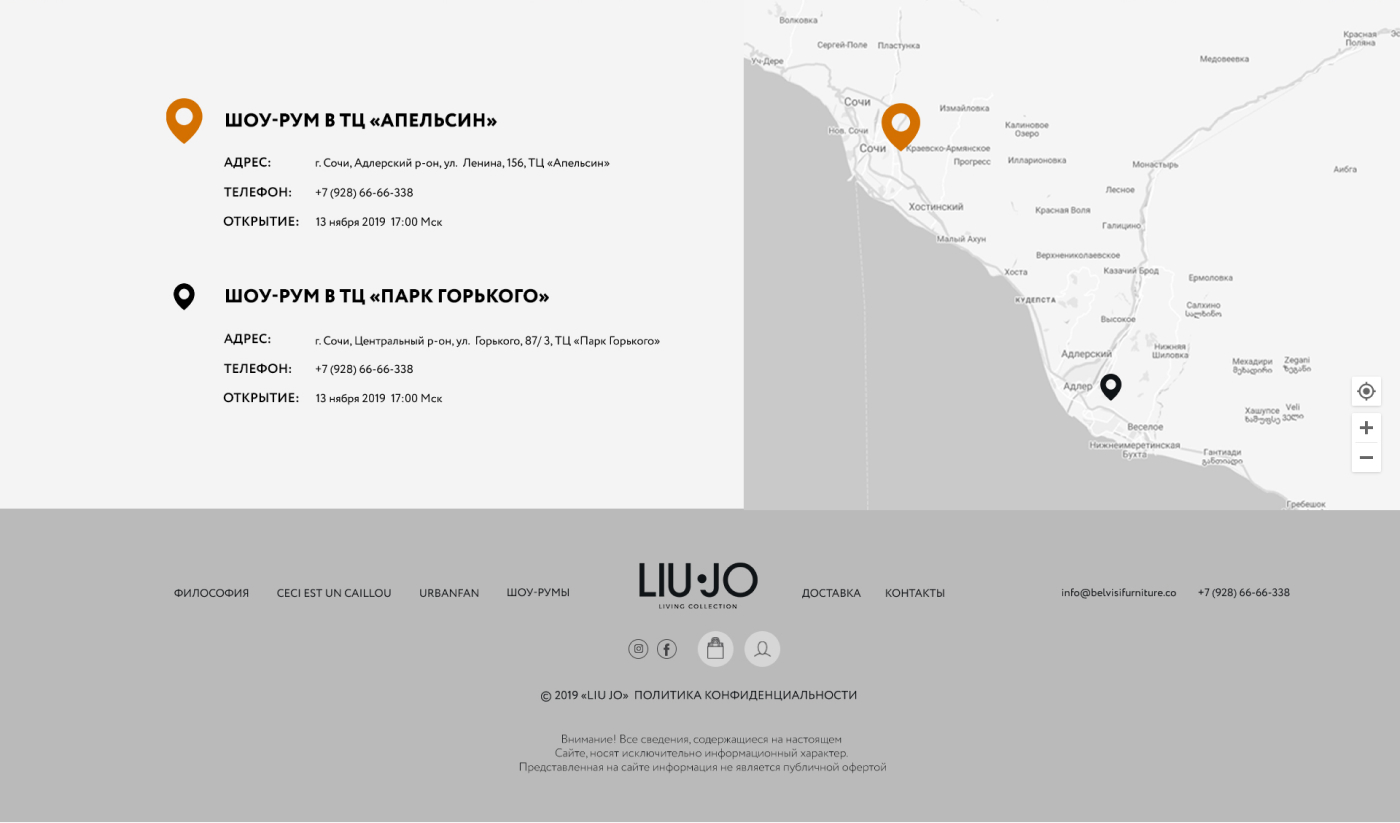 ШОУ-РУМ В ТЦ «АПЕЛЬСИН»
АДРЕС: г. Сочи, Адлерский р-он, ул. Ленина, 156, ТЦ «Апельсин»
ТЕЛЕФОН: +7 (928) 66-66-338
ОТКРЫТИЕ: 13 нября 2019 17:00 Мск
ШОУ-РУМ В ТЦ «ПАРК ГОРЬКОГО»
АДРЕС: г. Сочи, Центральный р-он, ул. Горького, 87/ 3, ТЦ «Парк Горького»
ТЕЛЕФОН: +7 (928) 66-66-338
ОТКРЫТИЕ: 13 нября 2019 17:00 Мск
Волковка
Сергей-Поле
Пластунка
Уч-Дере
Красная
Поляна
Медовеевка
Сочи
Измайловка
Нов. Сочи
Калиновое
Озеро
Сочи
Краевско-Армянское
Прогресс
Илларионовка
Монастырь
Аибга
Лесное
Хостинский
Красная Воля
Галицино
Малый Ахун
Верхнениколаевское
Хоста
Казачий Брод
Ермоловка
КУДЕПСТА
Салхино
სალხინო
Высокое
Адлерский
Нижняя
Шиловка
Мехадири
მეხადირი
Zegani
ზეგანი
Адлер
Хашупсе
ხაშუფსე
Veli
ველი
Веселое
Нижнеимеретинская
Бухта
Гантиади
განთიადი
Гребешок
ФИЛОСОФИЯ CECI EST UN CAILLOU URBANFAN ШОУ-РУМЫ
LIU·JO
LIVING COLLECTION
ДОСТАВКА КОНТАКТЫ
info@belvisifurniture.co +7 (928) 66-66-338
© 2019 «LIU JO» ПОЛИТИКА КОНФИДЕНЦИАЛЬНОСТИ
Внимание! Все сведения, содержащиеся на настоящем
Сайте, носят исключительно информационный характер.
Представленная на сайте информация не является публичной офертой